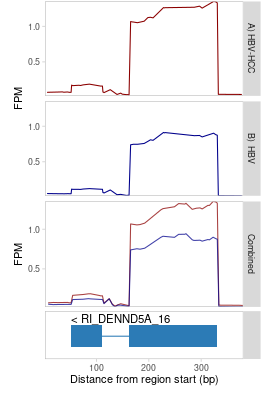 1.0
0.5
FPM
A) HBV-HCC
1.0
0.5
B) HBV
1.0
0.5
FPM
Combined
< RI_DENND5A_16
100
200
300
Distance from region start (bp)